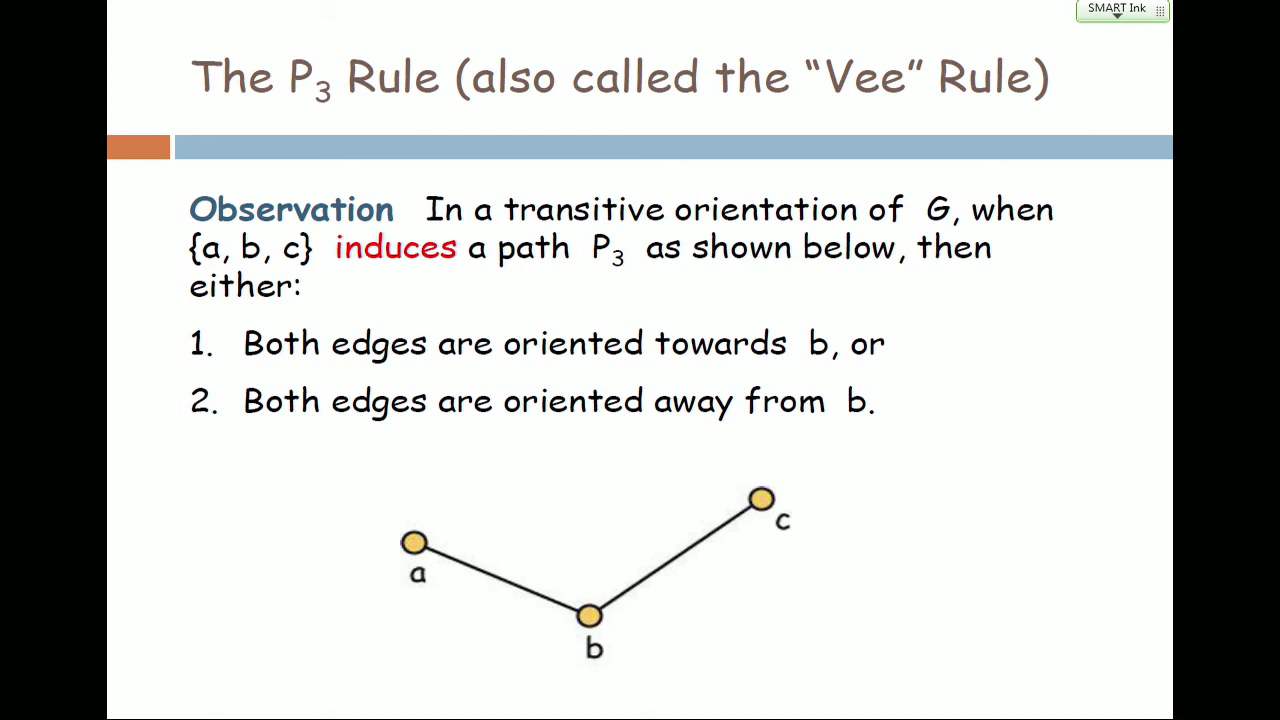 SMART Ink
The P₃ Rule (also called the “Vee” Rule)
Observation In a transitive orientation of G, when
{a, b, c} induces a path P₃ as shown below, then
either:
1. Both edges are oriented towards b, or
2. Both edges are oriented away from b.
c
a
b